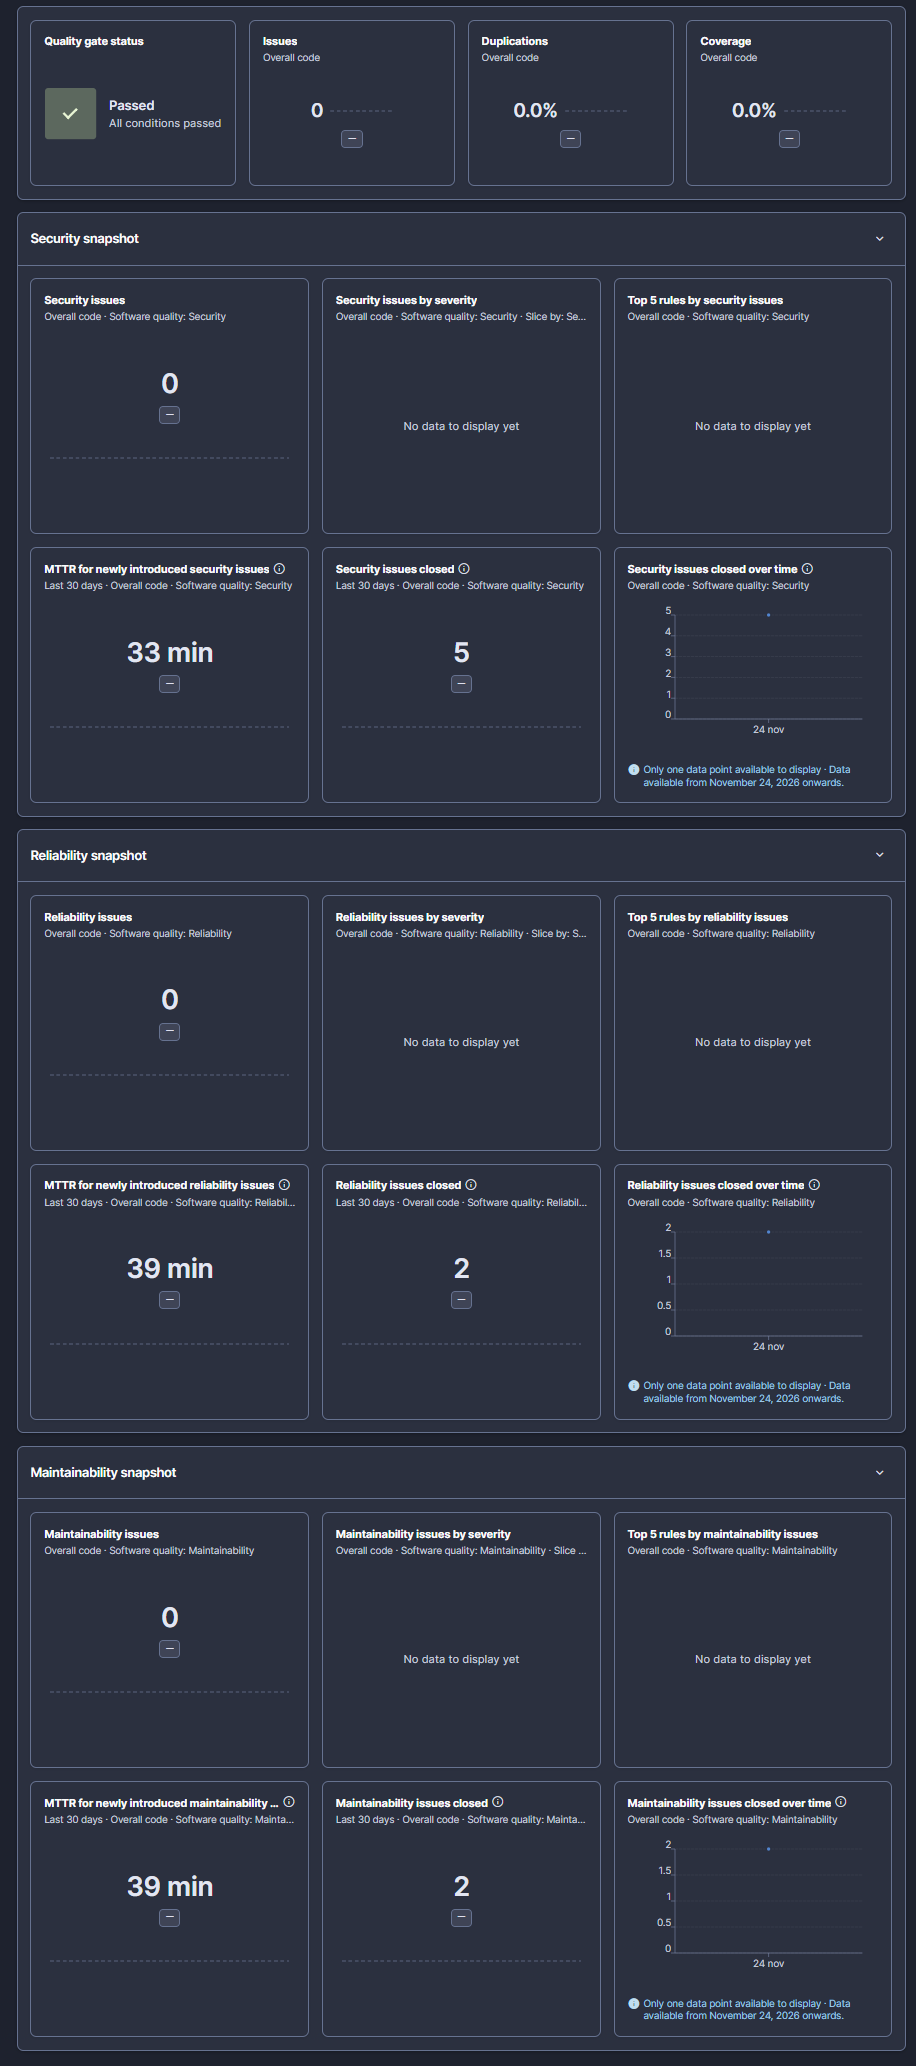 Quality gate status
Passed
All conditions passed
Issues
Overall code
0
Duplications
Overall code
0.0%
Coverage
Overall code
0.0%
Security snapshot
Security issues
Overall code · Software quality: Security
0
Security issues by severity
Overall code · Software quality: Security · Slice by: Se...
No data to display yet
Top 5 rules by security issues
Overall code · Software quality: Security
No data to display yet
MTTR for newly introduced security issues
Last 30 days · Overall code · Software quality: Security
33 min
Security issues closed
Last 30 days · Overall code · Software quality: Security
5
Security issues closed over time
Overall code · Software quality: Security
5
4
3
2
1
0
24 nov
Only one data point available to display · Data
available from November 24, 2026 onwards.
Reliability snapshot
Reliability issues
Overall code · Software quality: Reliability
0
Reliability issues by severity
Overall code · Software quality: Reliability · Slice by: S...
No data to display yet
Top 5 rules by reliability issues
Overall code · Software quality: Reliability
No data to display yet
MTTR for newly introduced reliability issues
Last 30 days · Overall code · Software quality: Reliabil...
39 min
Reliability issues closed
Last 30 days · Overall code · Software quality: Reliabil...
2
Reliability issues closed over time
Overall code · Software quality: Reliability
2
1.5
1
0.5
0
24 nov
Only one data point available to display · Data
available from November 24, 2026 onwards.
Maintainability snapshot
Maintainability issues
Overall code · Software quality: Maintainability
0
Maintainability issues by severity
Overall code · Software quality: Maintainability · Slice ...
No data to display yet
Top 5 rules by maintainability issues
Overall code · Software quality: Maintainability
No data to display yet
MTTR for newly introduced maintainability ...
Last 30 days · Overall code · Software quality: Mainta...
39 min
Maintainability issues closed
Last 30 days · Overall code · Software quality: Mainta...
2
Maintainability issues closed over time
Overall code · Software quality: Maintainability
2
1.5
1
0.5
0
24 nov
Only one data point available to display · Data
available from November 24, 2026 onwards.